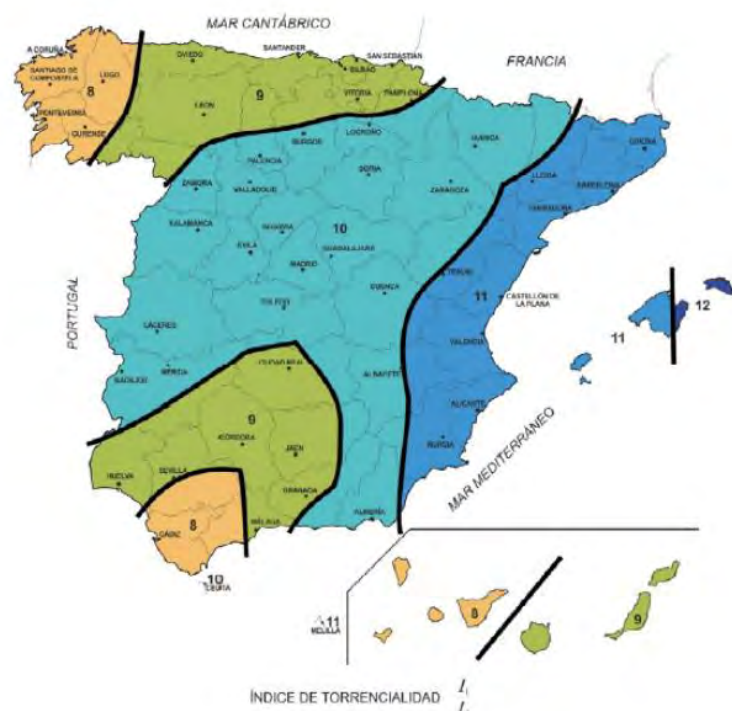 MAR CANTÁBRICO
FRANCIA
A CORUÑA
OVIEDO
SANTANDER
SAN SEBASTIÁN
BILBAO
SANTIAGO DE COMPOSTELA
LUGO
8
9
VITORIA
PAMPLONA
PONTEVEDRA
LEÓN
OURENSE
BURGOS
LOGROÑO
HUESCA
GIRONA
PALENCIA
ZAMORA
VALLADOLID
SORIA
ZARAGOZA
LLEIDA
BARCELONA
TARRAGONA
SALAMANCA
SEGOVIA
10
ÁVILA
GUADALAJARA
MADRID
TERUEL
11
CASTELLÓN DE LA PLANA
12
11
PORTUGAL
TOLEDO
CUENCA
CÁCERES
VALENCIA
CIUDAD REAL
ALBACETE
BADAJOZ
MÉRIDA
ALICANTE
9
CÓRDOBA
JAÉN
MURCIA
MAR MEDITERRÁNEO
HUELVA
SEVILLA
GRANADA
8
CÁDIZ
MÁLAGA
ALMERÍA
10
CEUTA
11
MELILLA
8
9
ÍNDICE DE TORRENCIALIDAD
I
I